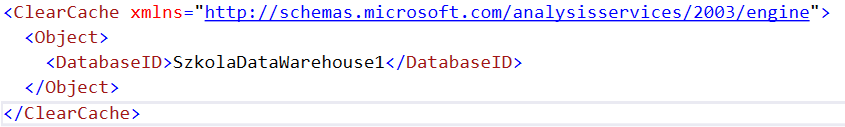 <ClearCache xmlns="http://schemas.microsoft.com/analysisservices/2003/engine">
<Object>
<DatabaseID>SzkolaDataWarehouse1</DatabaseID>
</Object>
</ClearCache>